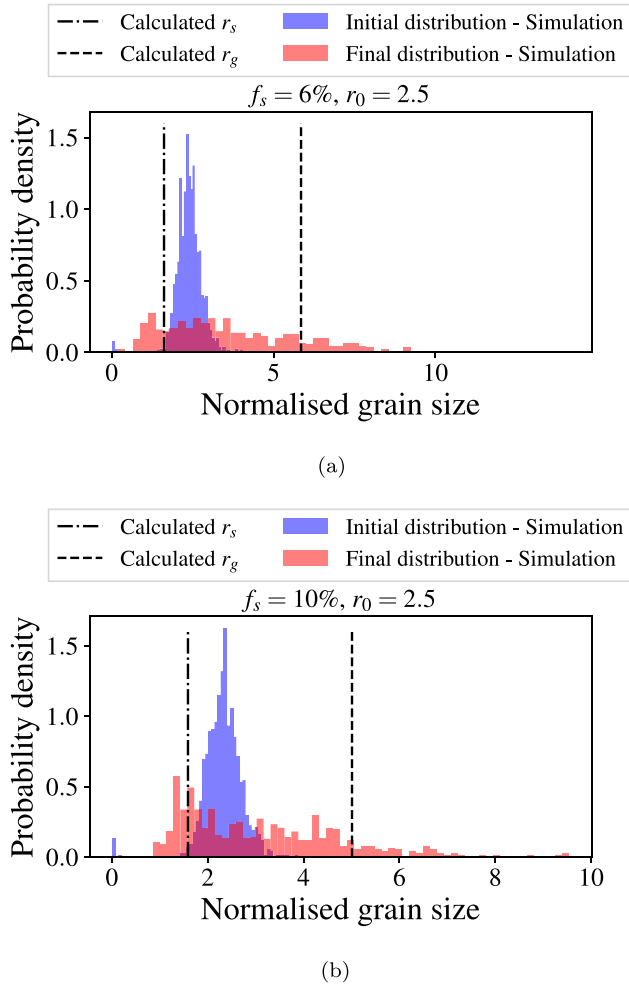 Calculated r_s Initial distribution - Simulation
Calculated r_g Final distribution - Simulation
f_s = 6%, r_0 = 2.5
Probability density
1.5
1.0
0.5
0.0
0 5 10
Normalised grain size
(a)
Calculated r_s Initial distribution - Simulation
Calculated r_g Final distribution - Simulation
f_s = 10%, r_0 = 2.5
Probability density
1.5
1.0
0.5
0.0
0 2 4 6 8 10
Normalised grain size
(b)